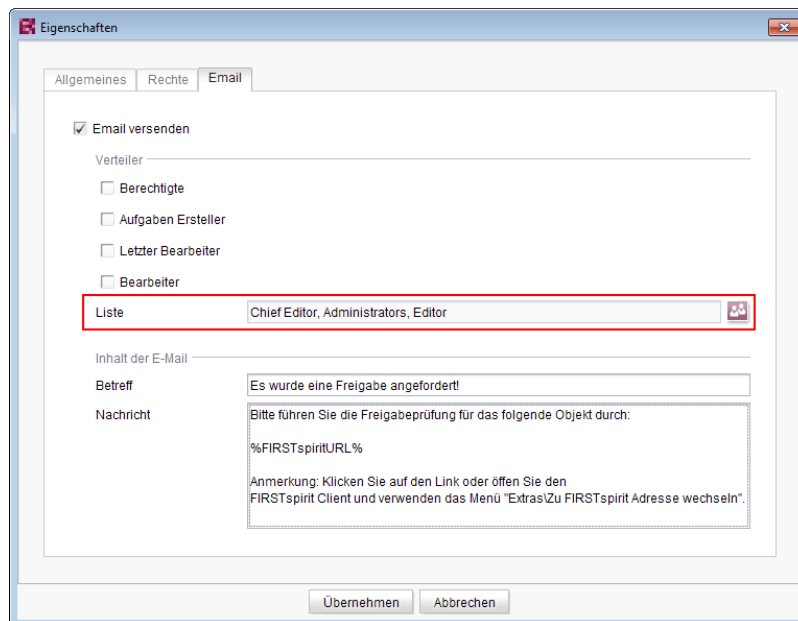 Eigenschaften
Allgemeines Rechte Email
Email versenden
Verteiler
Berechtigte
Aufgaben Ersteller
Letzter Bearbeiter
Bearbeiter
Liste Chief Editor, Administrators, Editor
Inhalt der E-Mail
Betreff Es wurde eine Freigabe angefordert!
Nachricht Bitte führen Sie die Freigabeprüfung für das folgende Objekt durch:
%FIRSTspiritURL%
Anmerkung: Klicken Sie auf den Link oder öffen Sie den
FIRSTspirit Client und verwenden das Menü "Extras\Zu FIRSTspirit Adresse wechseln".
Übernehmen Abbrechen